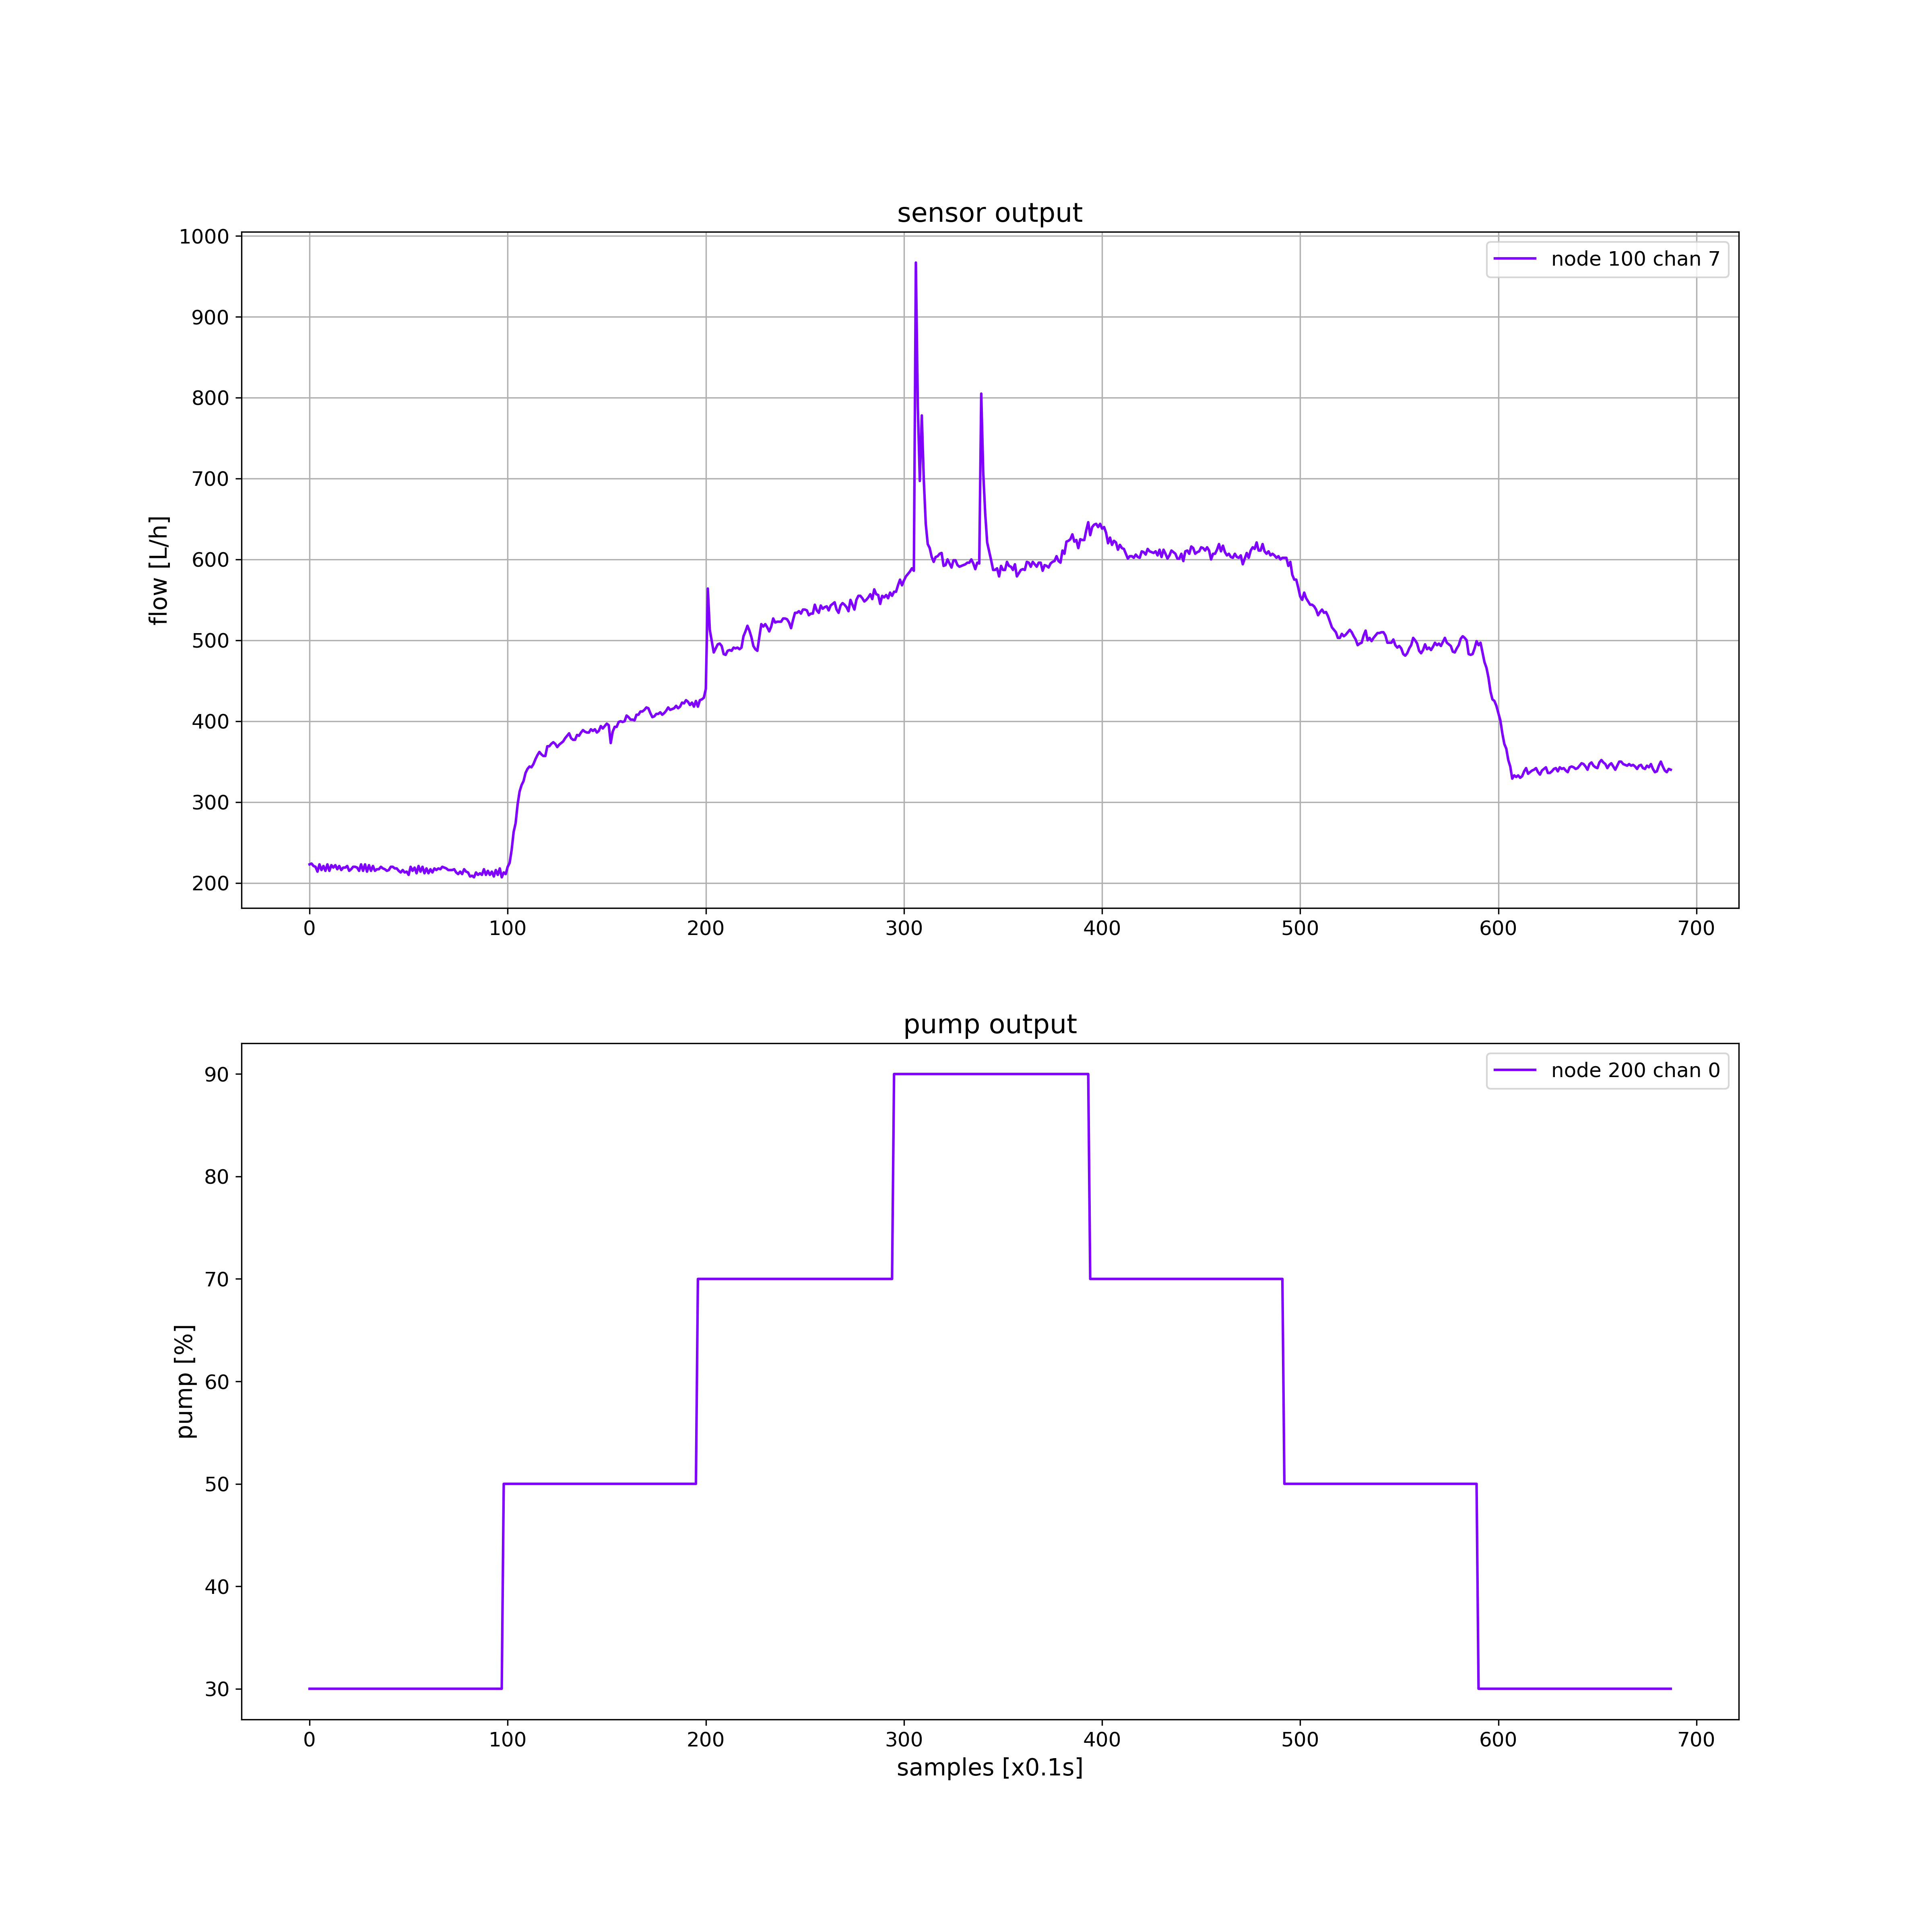 sensor output
1000
900
800
700
600
500
400
300
200
flow [L/h]
node 100 chan 7
0 100 200 300 400 500 600 700
pump output
90
80
70
60
50
40
30
pump [%]
node 200 chan 0
0 100 200 300 400 500 600 700
samples [x0.1s]